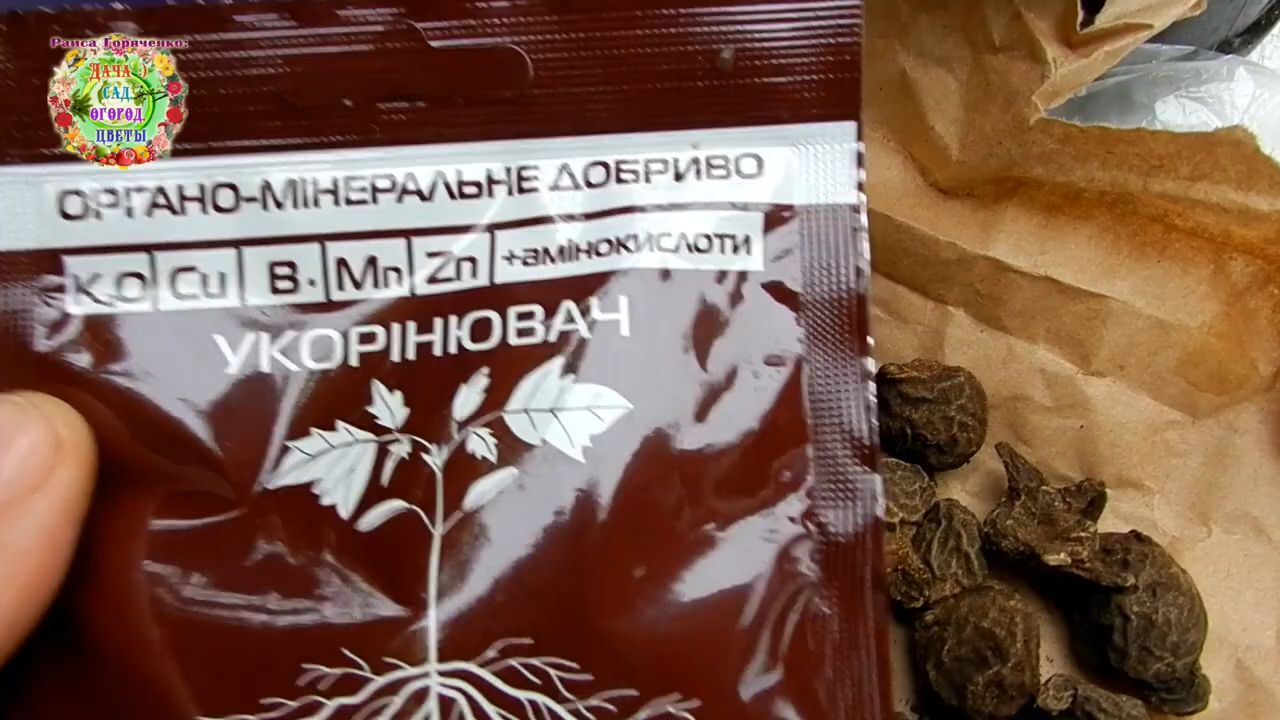 Раиса Горяченко:
ДАЧА
САД
ОГОРОД
ЦВЕТЫ
ОРГАНО-МІНЕРАЛЬНЕ ДОБРИВО
K₂O Cu B Mn Zn +амінокислоти
УКОРІНЮВАЧ